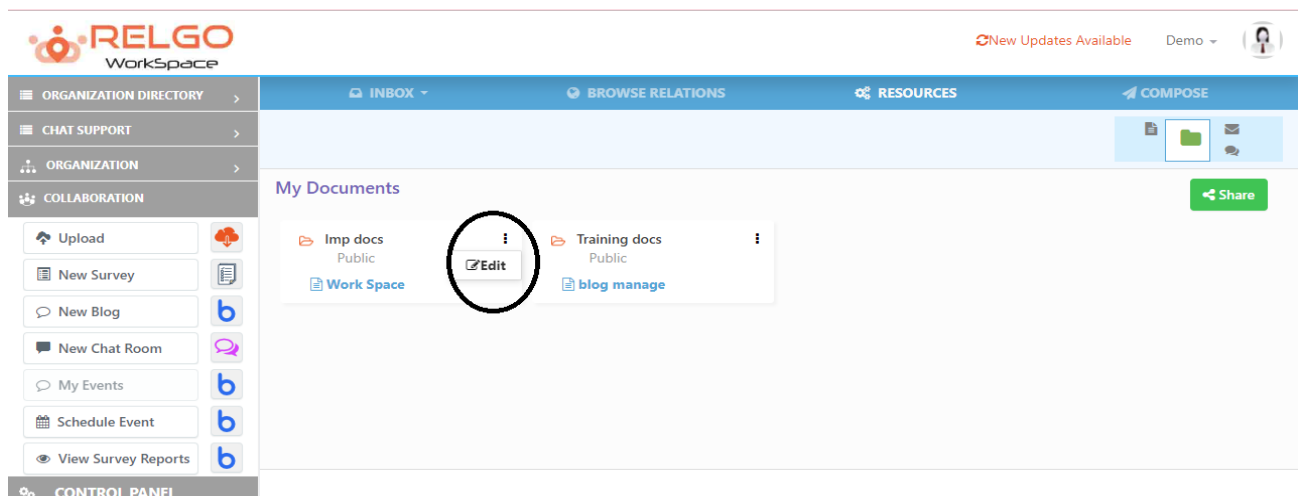 RELGO
WorkSpace
New Updates Available
Demo
ORGANIZATION DIRECTORY
CHAT SUPPORT
ORGANIZATION
COLLABORATION
Upload
New Survey
New Blog
New Chat Room
My Events
Schedule Event
View Survey Reports
CONTROL PANEL
INBOX
BROWSE RELATIONS
RESOURCES
COMPOSE
My Documents
Share
Imp docs
Public
Work Space
Edit
Training docs
Public
blog manage